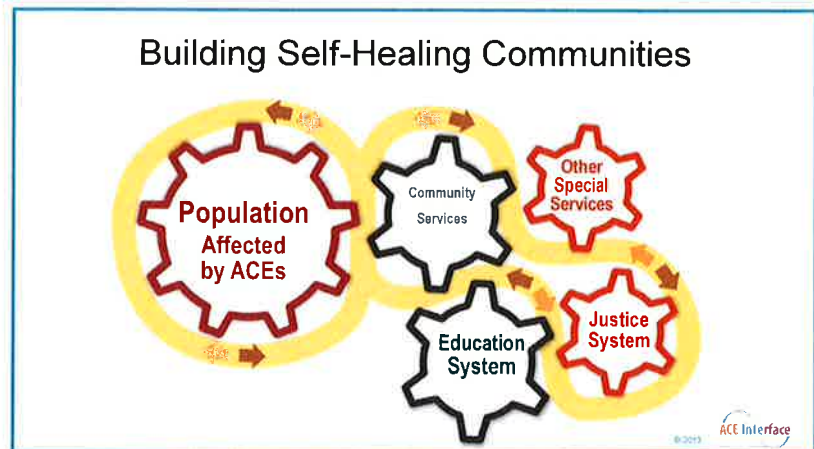 Building Self-Healing Communities
Population
Affected
by ACEs
Community
Services
Other
Special
Services
Education
System
Justice
System
ACE Interface